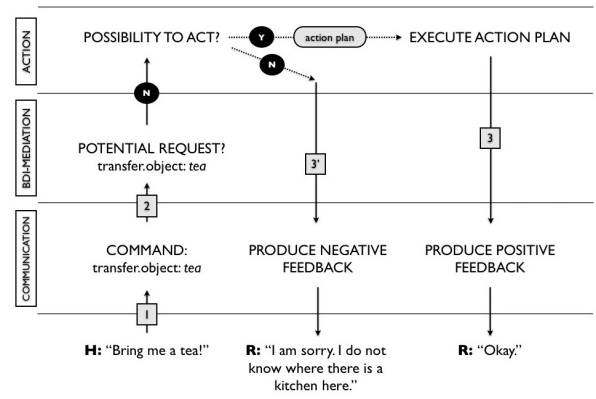 ACTION
POSSIBILITY TO ACT?
Y
action plan
EXECUTE ACTION PLAN
N
N
BDI-MEDIATION
POTENTIAL REQUEST?
transfer.object: tea
3'
3
2
COMMUNICATION
COMMAND:
transfer.object: tea
PRODUCE NEGATIVE
FEEDBACK
PRODUCE POSITIVE
FEEDBACK
1
H: “Bring me a tea!”
R: “I am sorry. I do not
know where there is a
kitchen here.”
R: “Okay.”